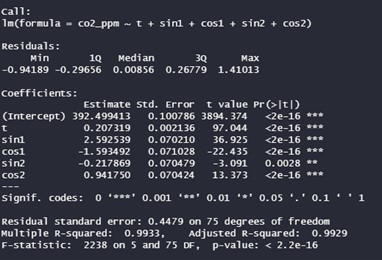 Call:
lm(formula = co2_ppm ~ t + sin1 + cos1 + sin2 + cos2)
Residuals:
Min 1Q Median 3Q Max
-0.94189 -0.29656 0.00856 0.26779 1.41013
Coefficients:
Estimate Std. Error t value Pr(>|t|)
(Intercept) 392.499413 0.100786 3894.374 <2e-16 ***
t 0.207319 0.002136 97.044 <2e-16 ***
sin1 2.592539 0.070210 36.925 <2e-16 ***
cos1 -1.593492 0.071028 -22.435 <2e-16 ***
sin2 -0.217869 0.070479 -3.091 0.0028 **
cos2 0.941750 0.070424 13.373 <2e-16 ***
---
Signif. codes: 0 ‘***’ 0.001 ‘**’ 0.01 ‘*’ 0.05 ‘.’ 0.1 ‘ ’ 1
Residual standard error: 0.4479 on 75 degrees of freedom
Multiple R-squared: 0.9933, Adjusted R-squared: 0.9929
F-statistic: 2238 on 5 and 75 DF, p-value: < 2.2e-16